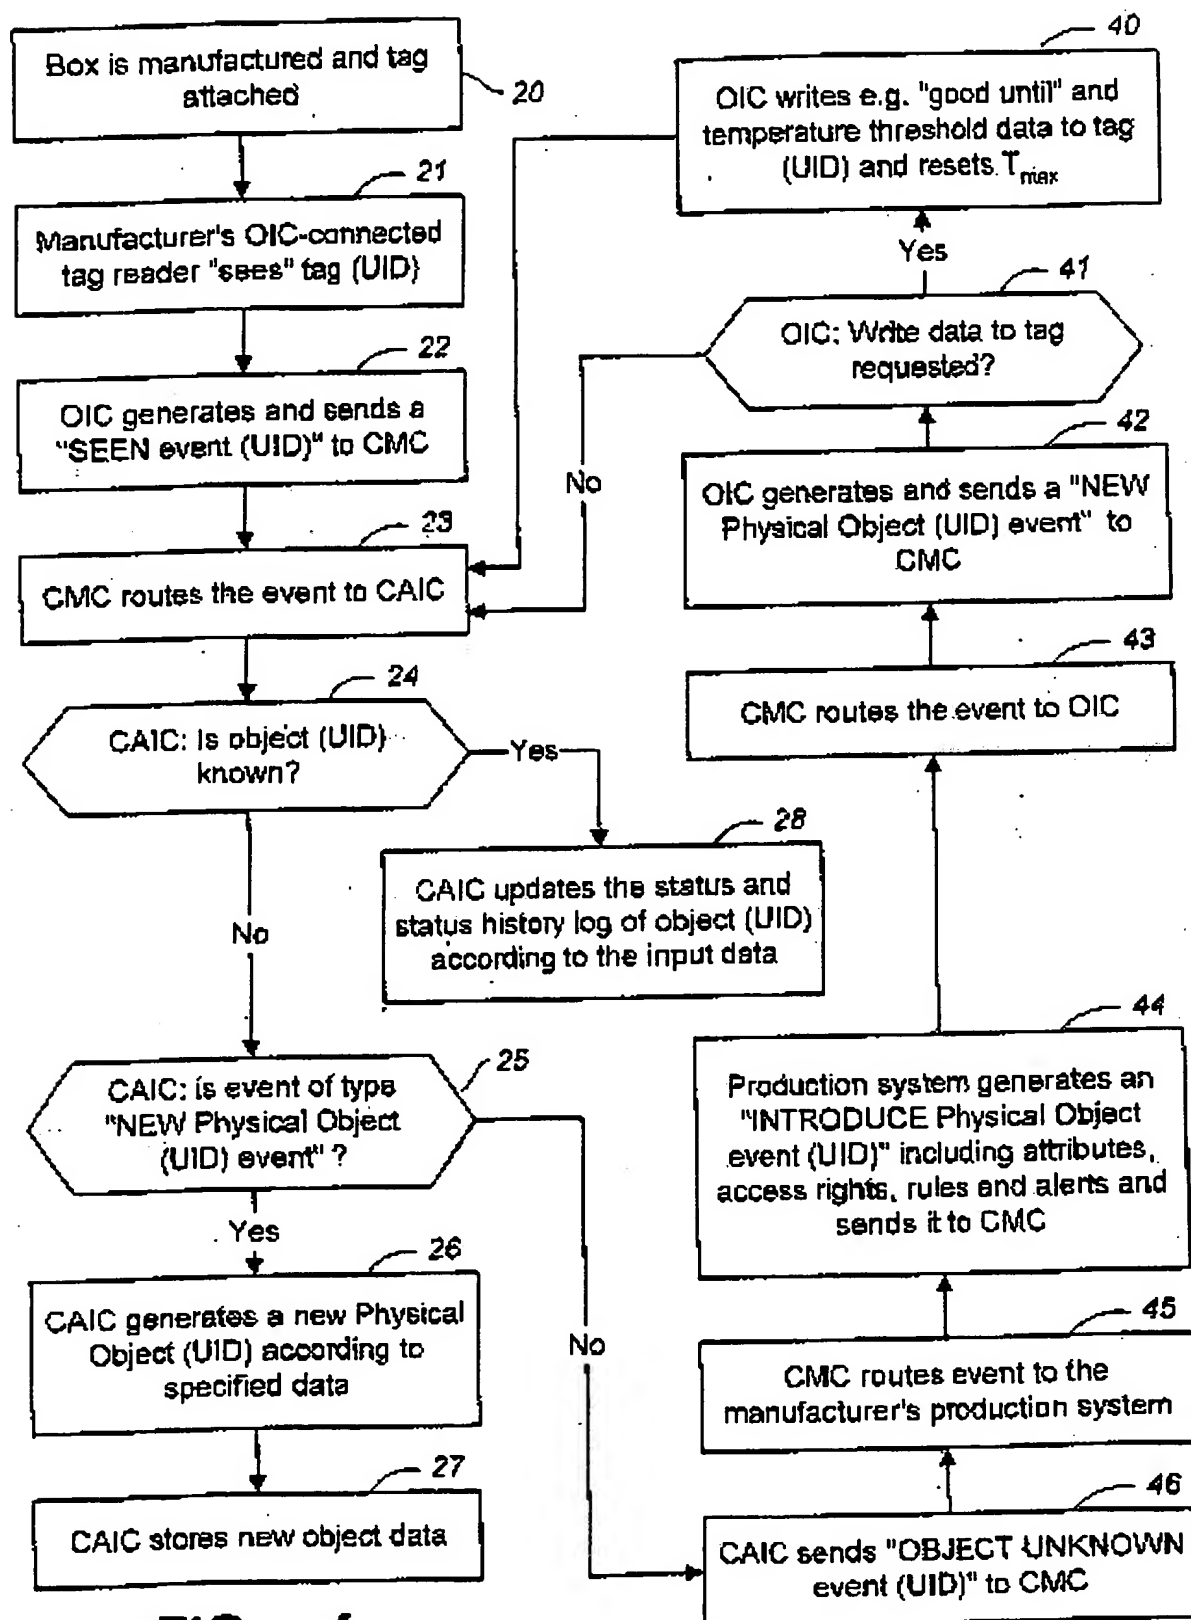 Box is manufactured and tag
attached
20
21
Manufacturer's OIC-connected
tag reader "sees" tag (UID)
22
OIC generates and sends a
"SEEN event (UID)" to CMC
23
CMC routes the event to CAIC
24
CAIC: Is object (UID)
known?
Yes
28
CAIC updates the status and
status history log of object (UID)
according to the input data
No
25
CAIC: is event of type
"NEW Physical Object
(UID) event" ?
Yes
26
CAIC generates a new Physical
Object (UID) according to
specified data
27
CAIC stores new object data
No
40
OIC writes e.g. "good until" and
temperature threshold data to tag
(UID) and resets Tmax
Yes
41
OIC: Write data to tag
requested?
No
42
OIC generates and sends a "NEW
Physical Object (UID) event" to
CMC
43
CMC routes the event to OIC
44
Production system generates an
"INTRODUCE Physical Object
event (UID)" including attributes,
access rights, rules and alerts and
sends it to CMC
45
CMC routes event to the
manufacturer's production system
46
CAIC sends "OBJECT UNKNOWN
event (UID)" to CMC